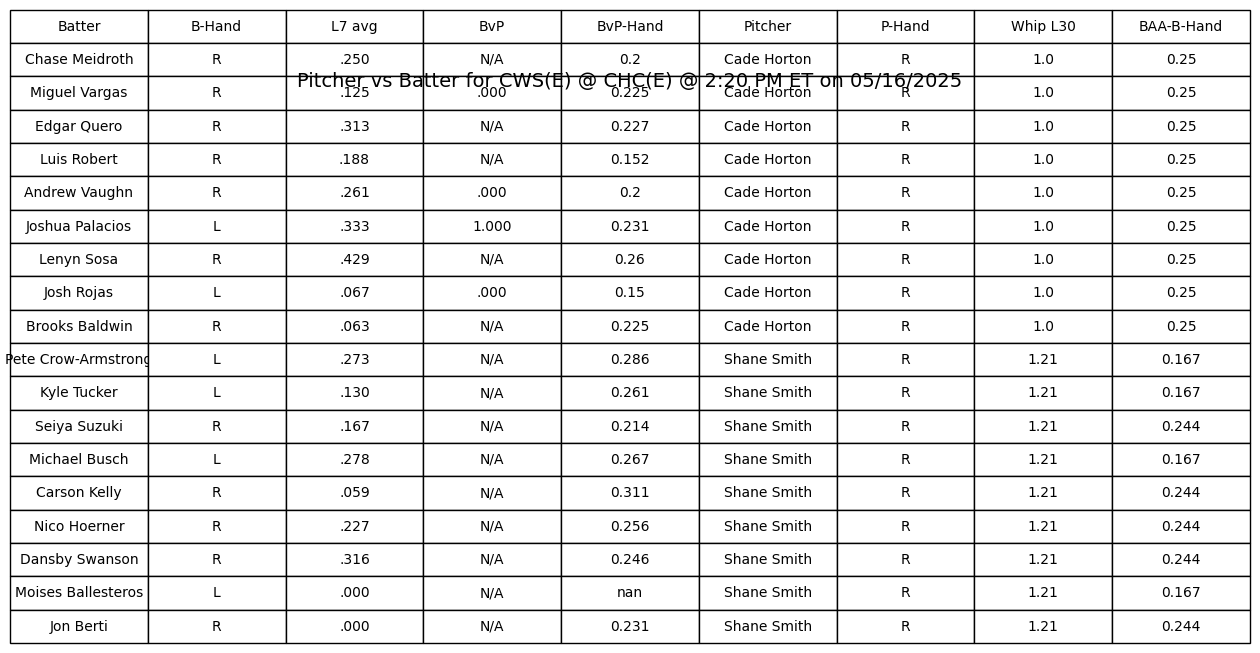 Batter B-Hand L7 avg BvP BvP-Hand Pitcher P-Hand Whip L30 BAA-B-Hand
Chase Meidroth R .250 N/A 0.2 Cade Horton R 1.0 0.25
Pitcher vs Batter for CWS(E) @ CHC(E) @ 2:20 PM ET on 05/16/2025
Miguel Vargas R .125 .000 0.225 Cade Horton R 1.0 0.25
Edgar Quero R .313 N/A 0.227 Cade Horton R 1.0 0.25
Luis Robert R .188 N/A 0.152 Cade Horton R 1.0 0.25
Andrew Vaughn R .261 .000 0.2 Cade Horton R 1.0 0.25
Joshua Palacios L .333 1.000 0.231 Cade Horton R 1.0 0.25
Lenyn Sosa R .429 N/A 0.26 Cade Horton R 1.0 0.25
Josh Rojas L .067 .000 0.15 Cade Horton R 1.0 0.25
Brooks Baldwin R .063 N/A 0.225 Cade Horton R 1.0 0.25
Pete Crow-Armstrong L .273 N/A 0.286 Shane Smith R 1.21 0.167
Kyle Tucker L .130 N/A 0.261 Shane Smith R 1.21 0.167
Seiya Suzuki R .167 N/A 0.214 Shane Smith R 1.21 0.244
Michael Busch L .278 N/A 0.267 Shane Smith R 1.21 0.167
Carson Kelly R .059 N/A 0.311 Shane Smith R 1.21 0.244
Nico Hoerner R .227 N/A 0.256 Shane Smith R 1.21 0.244
Dansby Swanson R .316 N/A 0.246 Shane Smith R 1.21 0.244
Moises Ballesteros L .000 N/A nan Shane Smith R 1.21 0.167
Jon Berti R .000 N/A 0.231 Shane Smith R 1.21 0.244